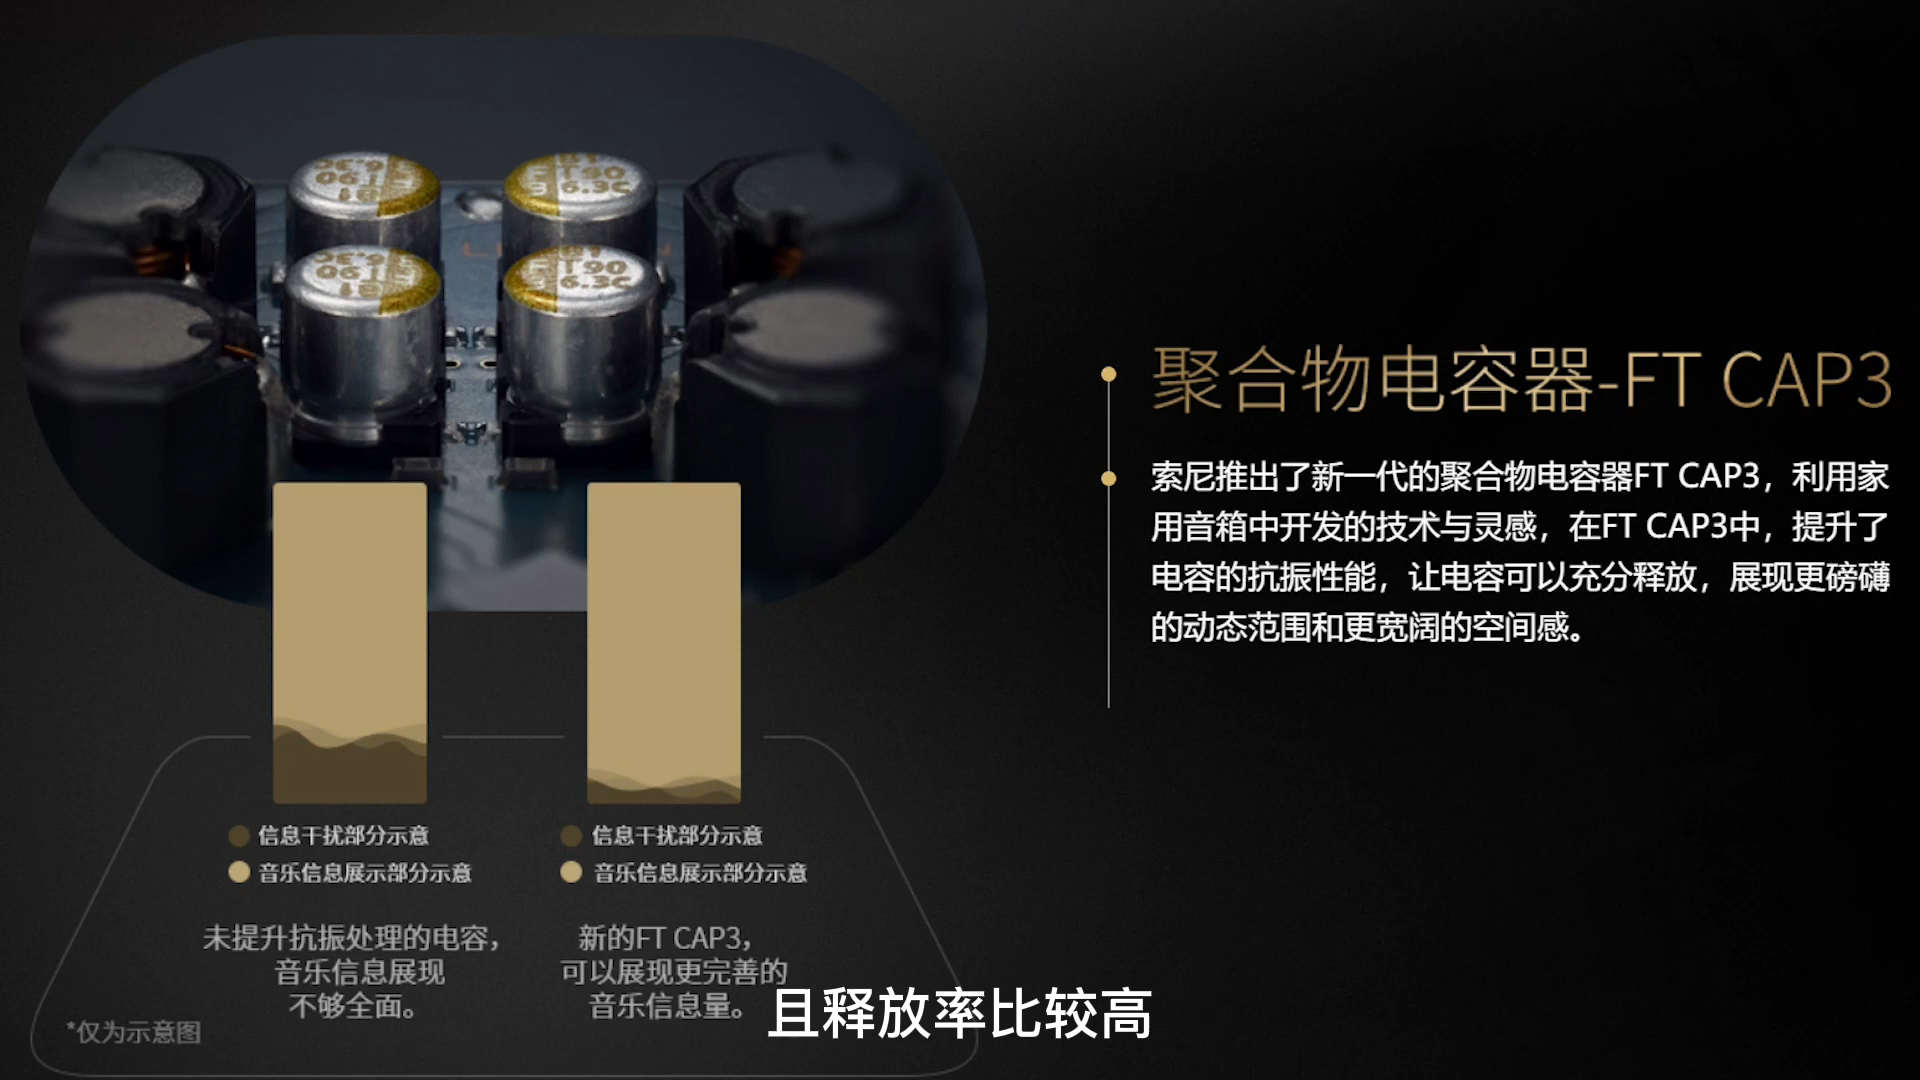 T90
6.3C
T90
6.3C
聚合物电容器-FT CAP3
索尼推出了新一代的聚合物电容器FT CAP3，利用家
用音箱中开发的技术与灵感，在FT CAP3中，提升了
电容的抗振性能，让电容可以充分释放，展现更磅礴
的动态范围和更宽阔的空间感。
信息干扰部分示意
音乐信息展示部分示意
信息干扰部分示意
音乐信息展示部分示意
未提升抗振处理的电容，
音乐信息展现
不够全面。
新的FT CAP3，
可以展现更完善的
音乐信息量。
*仅为示意图
且释放率比较高